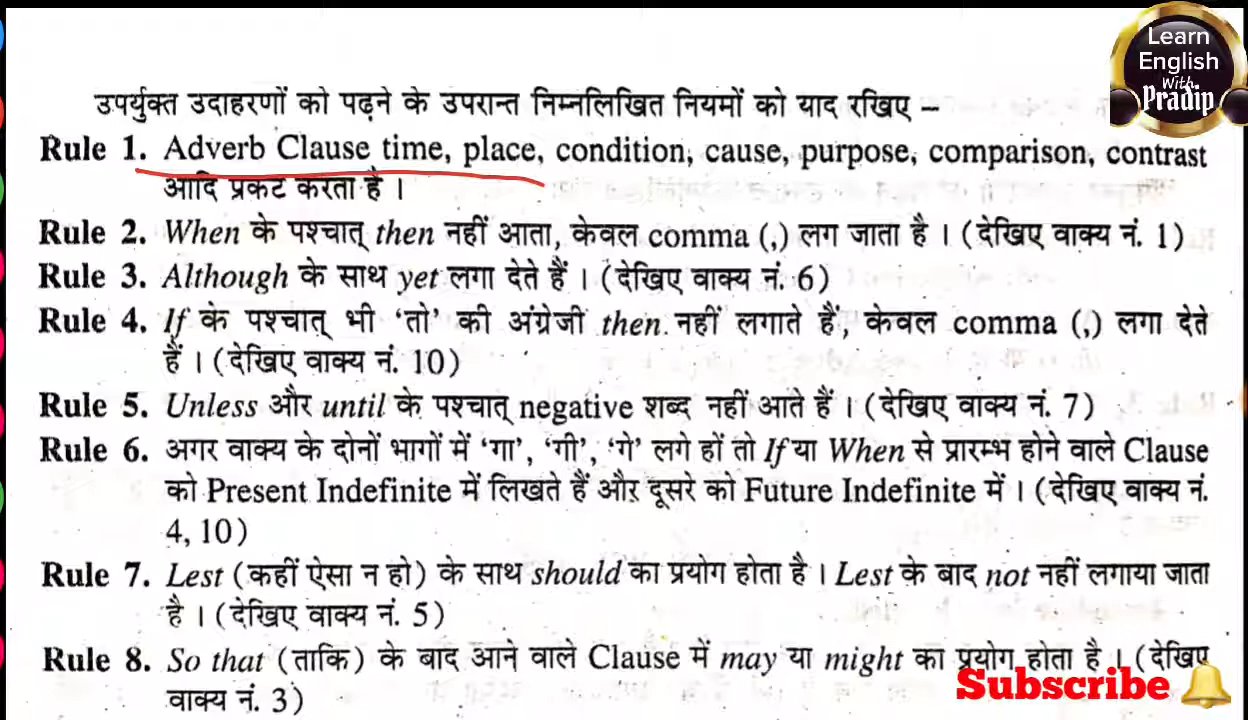 Learn
English
With
Pradip
उपर्युक्त उदाहरणों को पढ़ने के उपरान्त निम्नलिखित नियमों को याद रखिए –
Rule 1. Adverb Clause time, place, condition, cause, purpose, comparison, contrast
आदि प्रकट करता है ।
Rule 2. When के पश्चात् then नहीं आता, केवल comma (,) लग जाता है । (देखिए वाक्य नं. 1)
Rule 3. Although के साथ yet लगा देते हैं । (देखिए वाक्य नं. 6)
Rule 4. If के पश्चात् भी ‘तो’ की अंग्रेजी then नहीं लगाते हैं, केवल comma (,) लगा देते
हैं । (देखिए वाक्य नं. 10)
Rule 5. Unless और until के पश्चात् negative शब्द नहीं आते हैं । (देखिए वाक्य नं. 7)
Rule 6. अगर वाक्य के दोनों भागों में ‘गा’, ‘गी’, ‘गे’ लगे हों तो If या When से प्रारम्भ होने वाले Clause
को Present Indefinite में लिखते हैं और दूसरे को Future Indefinite में । (देखिए वाक्य नं.
4, 10)
Rule 7. Lest (कहीं ऐसा न हो) के साथ should का प्रयोग होता है । Lest के बाद not नहीं लगाया जाता
है । (देखिए वाक्य नं. 5)
Rule 8. So that (ताकि) के बाद आने वाले Clause में may या might का प्रयोग होता है । (देखिए
वाक्य नं. 3)
Subscribe